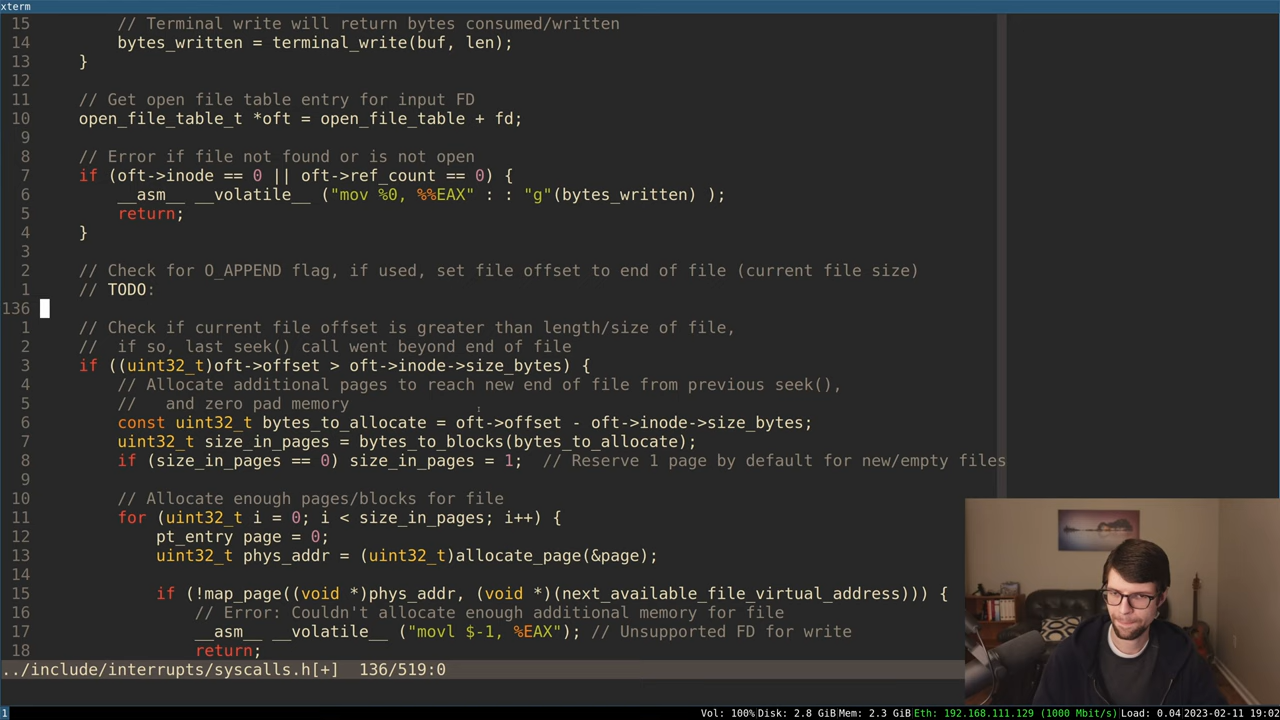 xterm
15 // Terminal write will return bytes consumed/written
14 bytes_written = terminal_write(buf, len);
13 }
12
11 // Get open file table entry for input FD
10 open_file_table_t *oft = open_file_table + fd;
9
8 // Error if file not found or is not open
7 if (oft->inode == 0 || oft->ref_count == 0) {
6 __asm__ __volatile__ ("mov %0, %%EAX" : : "g"(bytes_written) );
5 return;
4 }
3
2 // Check for O_APPEND flag, if used, set file offset to end of file (current file size)
1 // TODO:
136
1 // Check if current file offset is greater than length/size of file,
2 //  if so, last seek() call went beyond end of file
3 if ((uint32_t)oft->offset > oft->inode->size_bytes) {
4 // Allocate additional pages to reach new end of file from previous seek(),
5 //   and zero pad memory
6 const uint32_t bytes_to_allocate = oft->offset - oft->inode->size_bytes;
7 uint32_t size_in_pages = bytes_to_blocks(bytes_to_allocate);
8 if (size_in_pages == 0) size_in_pages = 1;  // Reserve 1 page by default for new/empty files
9
10 // Allocate enough pages/blocks for file
11 for (uint32_t i = 0; i < size_in_pages; i++) {
12 pt_entry page = 0;
13 uint32_t phys_addr = (uint32_t)allocate_page(&page);
14
15 if (!map_page((void *)phys_addr, (void *)(next_available_file_virtual_address))) {
16 // Error: Couldn't allocate enough additional memory for file
17 __asm__ __volatile__ ("movl $-1, %EAX"); // Unsupported FD for write
18 return;
../include/interrupts/syscalls.h[+]  136/519:0
1 Vol: 100% Disk: 2.8 GiB Mem: 2.3 GiB Eth: 192.168.111.129 (1000 Mbit/s) Load: 0.04 2023-02-11 19:02